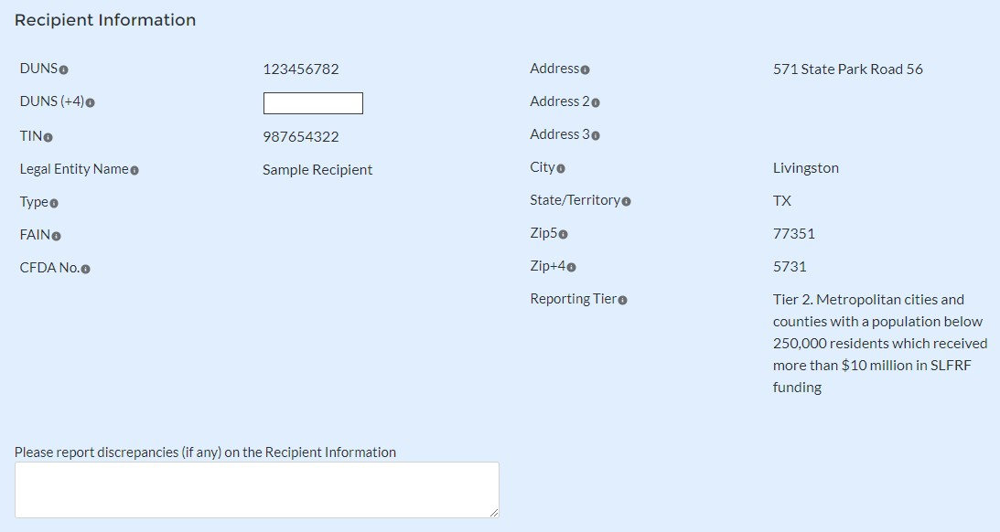 Recipient Information
DUNS 123456782
DUNS (+4)
TIN 987654322
Legal Entity Name Sample Recipient
Type
FAIN
CFDA No.
Address 571 State Park Road 56
Address 2
Address 3
City Livingston
State/Territory TX
Zip5 77351
Zip+4 5731
Reporting Tier Tier 2. Metropolitan cities and
counties with a population below
250,000 residents which received
more than $10 million in SLFRF
funding
Please report discrepancies (if any) on the Recipient Information